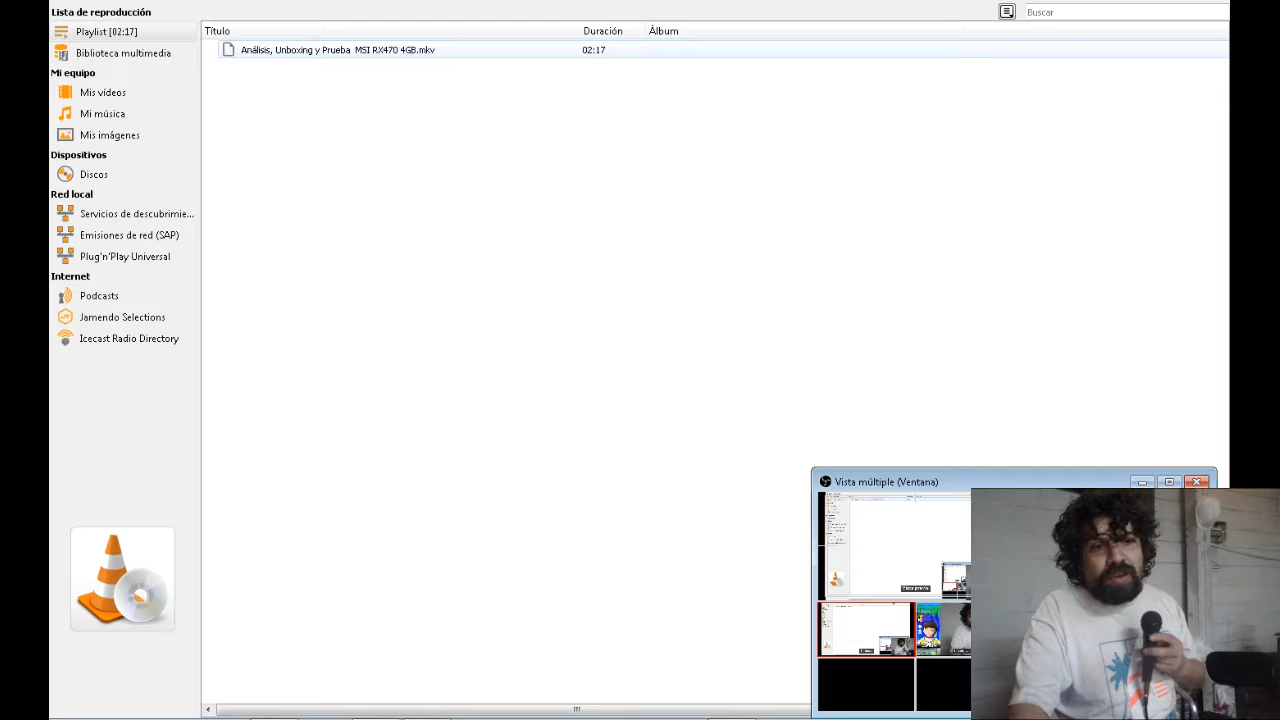 Lista de reproducción
Buscar
Playlist [02:17]
Título Duración Álbum
Biblioteca multimedia
Análisis, Unboxing y Prueba MSI RX470 4GB.mkv 02:17
Mi equipo
Mis vídeos
Mi música
Mis imágenes
Dispositivos
Discos
Red local
Servicios de descubrimie...
Emisiones de red (SAP)
Plug'n'Play Universal
Internet
Podcasts
Jamendo Selections
Icecast Radio Directory
Vista múltiple (Ventana)
Vista previa